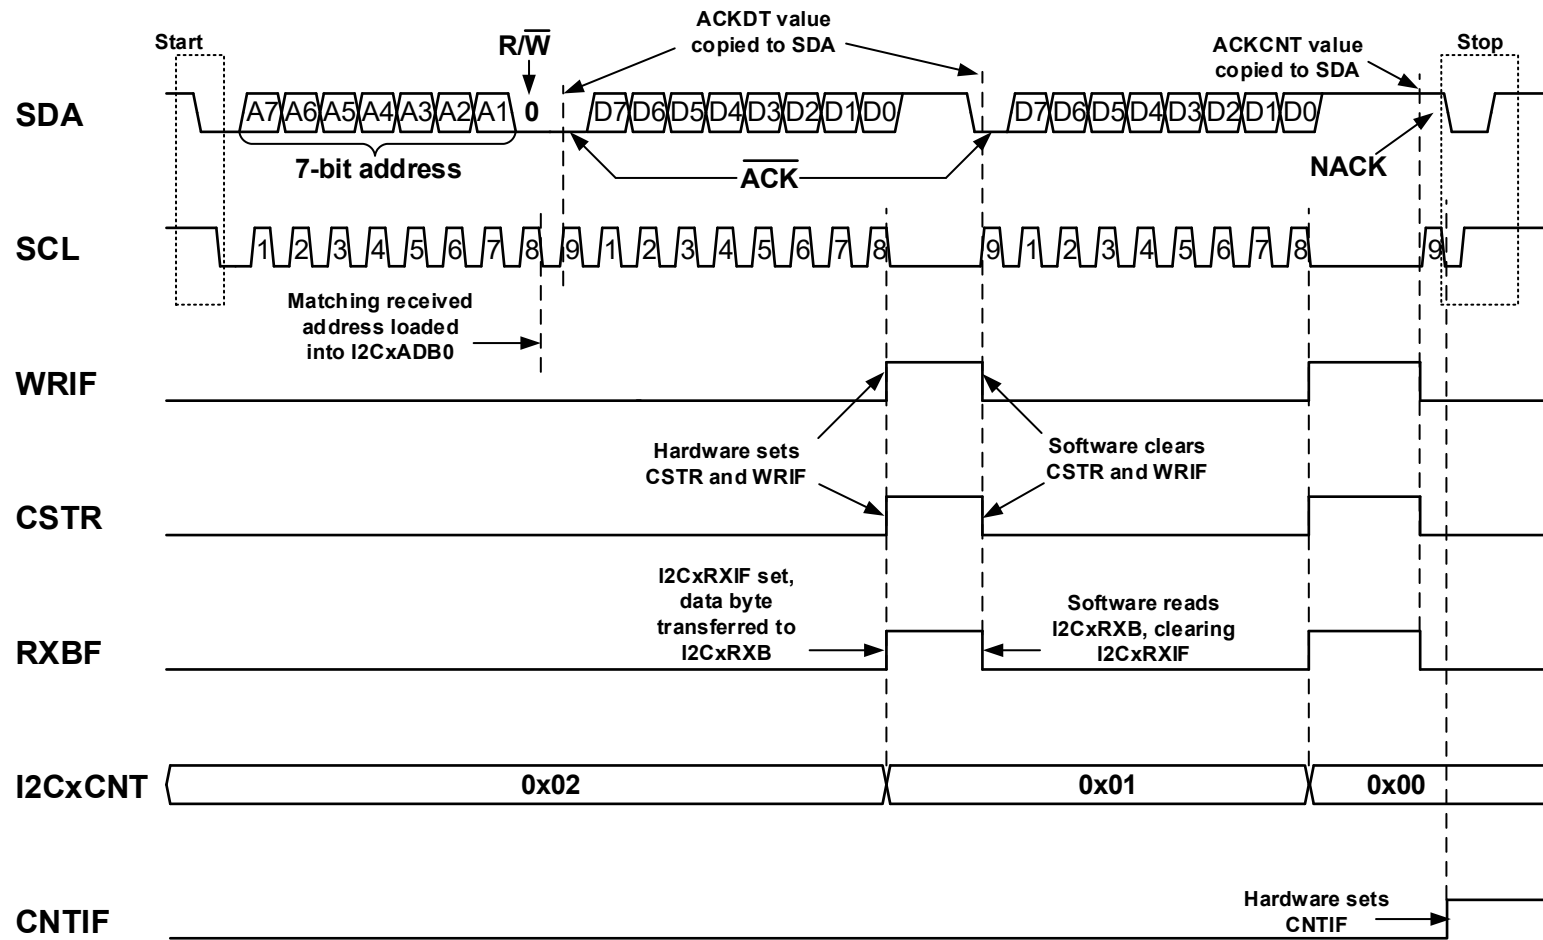 Start
R/W
ACKDT value
copied to SDA
ACKCNT value
copied to SDA
Stop
SDA
A7 A6 A5 A4 A3 A2 A1 0 D7 D6 D5 D4 D3 D2 D1 D0 D7 D6 D5 D4 D3 D2 D1 D0
7-bit address
ACK
NACK
SCL
1 2 3 4 5 6 7 8 9 1 2 3 4 5 6 7 8 9 1 2 3 4 5 6 7 8 9
Matching received
address loaded
into I2CxADB0
WRIF
Hardware sets
CSTR and WRIF
Software clears
CSTR and WRIF
CSTR
I2CxRXIF set,
data byte
transferred to
I2CxRXB
Software reads
I2CxRXB, clearing
I2CxRXIF
RXBF
I2CxCNT
0x02
0x01
0x00
Hardware sets
CNTIF
CNTIF